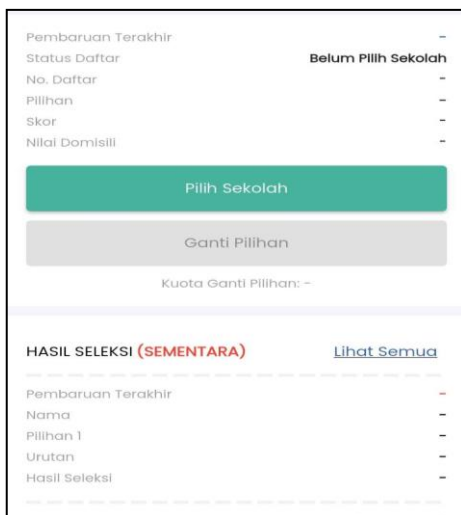 Pembaruan Terakhir -
Status Daftar Belum Pilih Sekolah
No. Daftar -
Pilihan -
Skor -
Nilai Domisili -
Pilih Sekolah
Ganti Pilihan
Kuota Ganti Pilihan: -
HASIL SELEKSI (SEMENTARA) Lihat Semua
Pembaruan Terakhir -
Nama -
Pilihan 1 -
Urutan -
Hasil Seleksi -